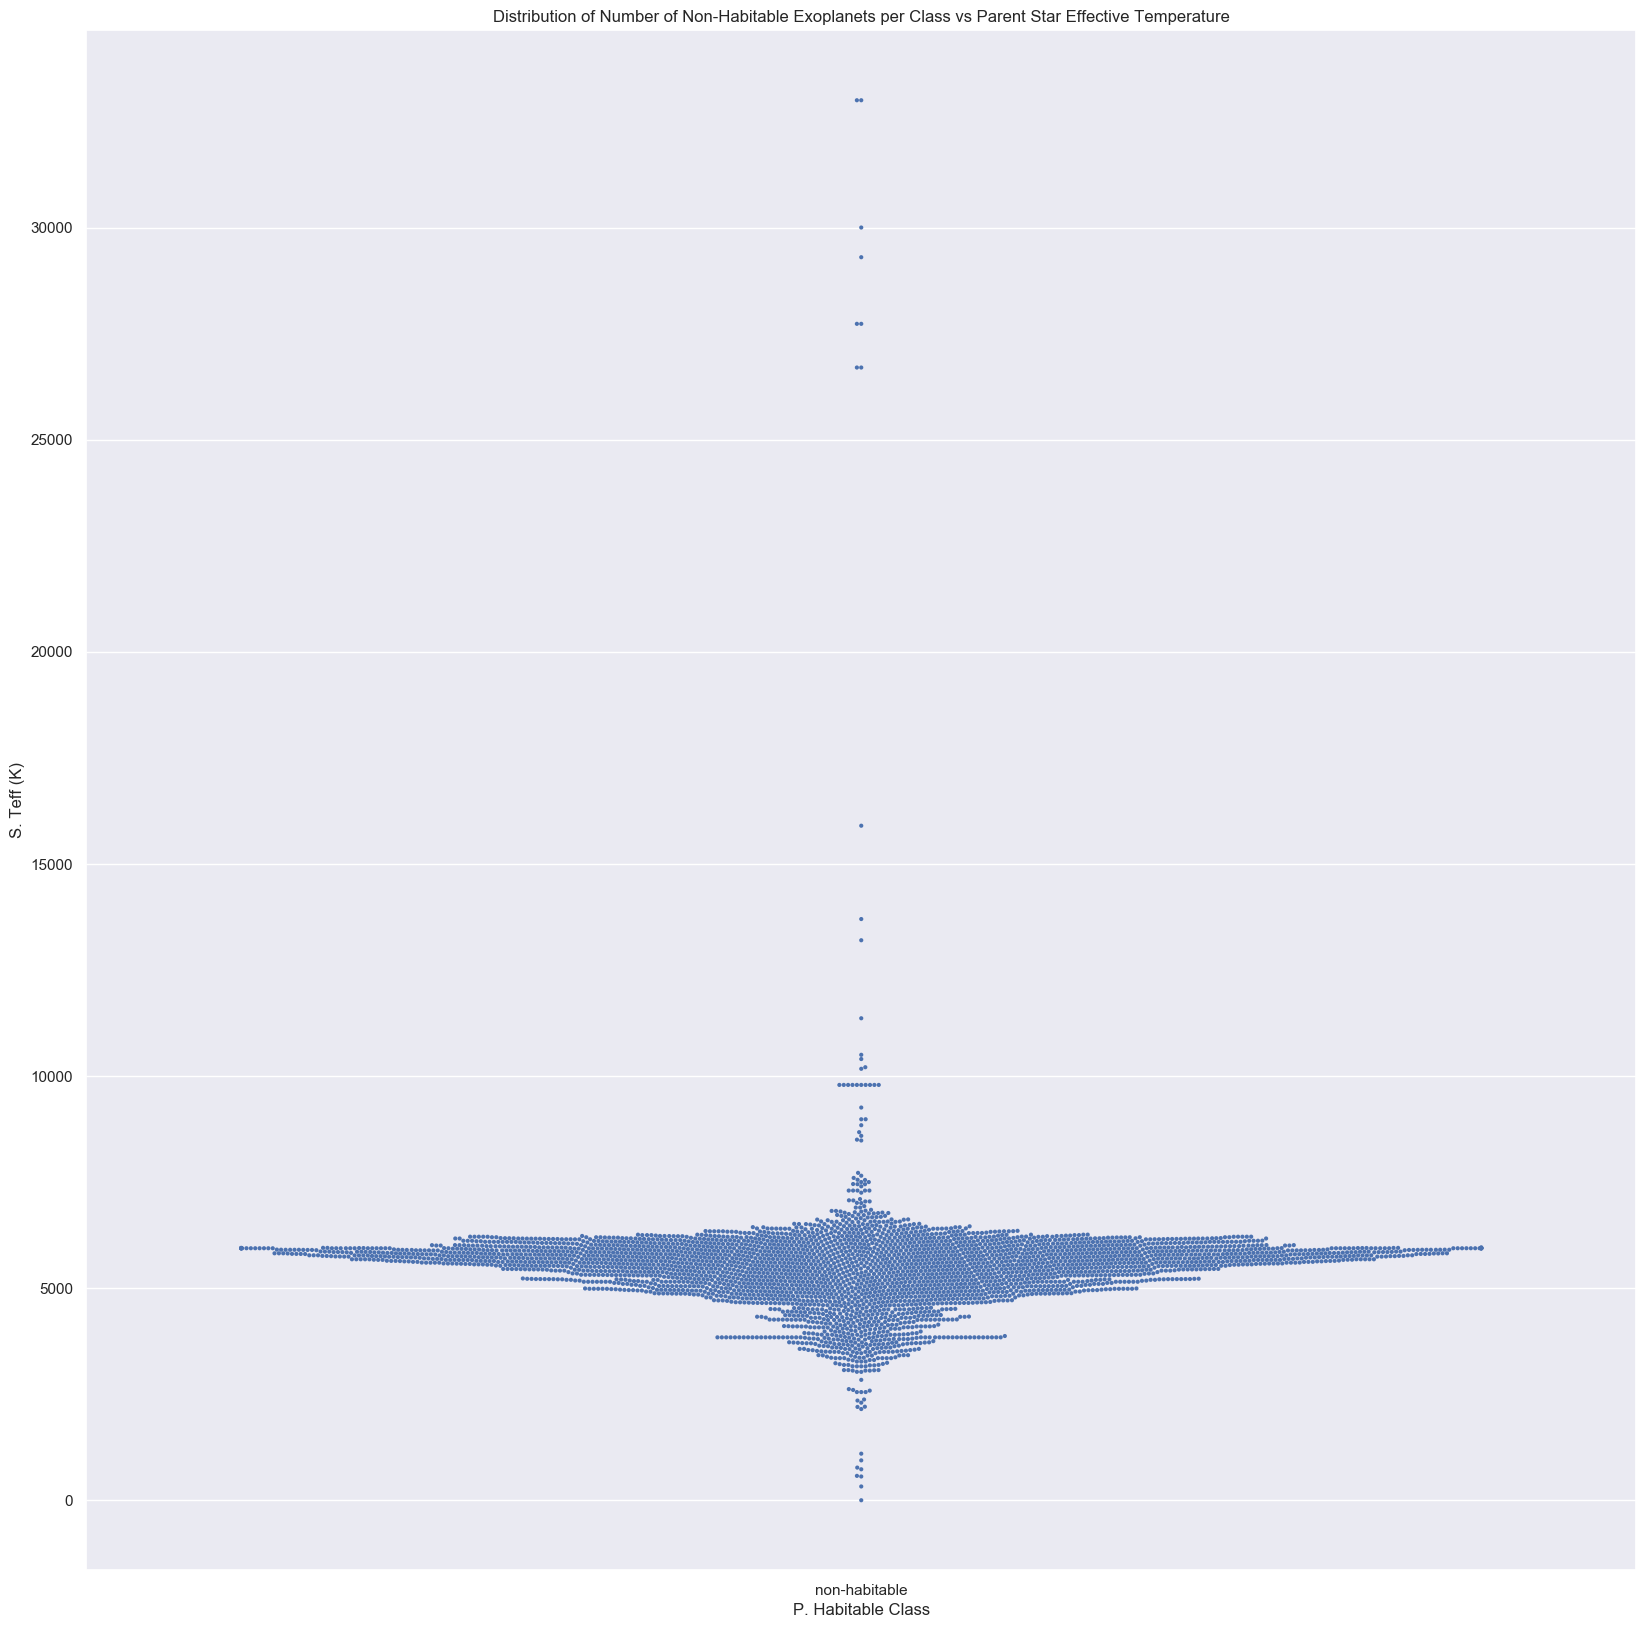 Distribution of Number of Non-Habitable Exoplanets per Class vs Parent Star Effective Temperature
30000
25000
20000
S. Teff (K)
15000
10000
5000
0
non-habitable
P. Habitable Class